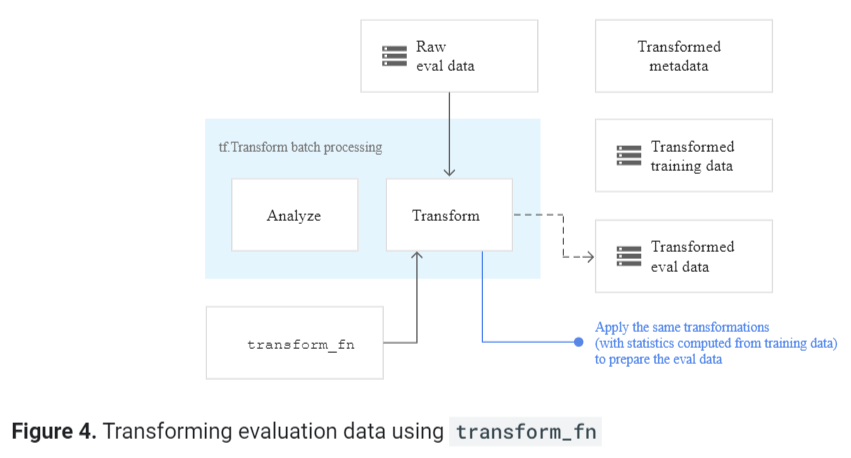 Raw
eval data
Transformed
metadata
tf.Transform batch processing
Transformed
training data
Analyze
Transform
Transformed
eval data
transform_fn
Apply the same transformations
(with statistics computed from training data)
to prepare the eval data
Figure 4. Transforming evaluation data using transform_fn